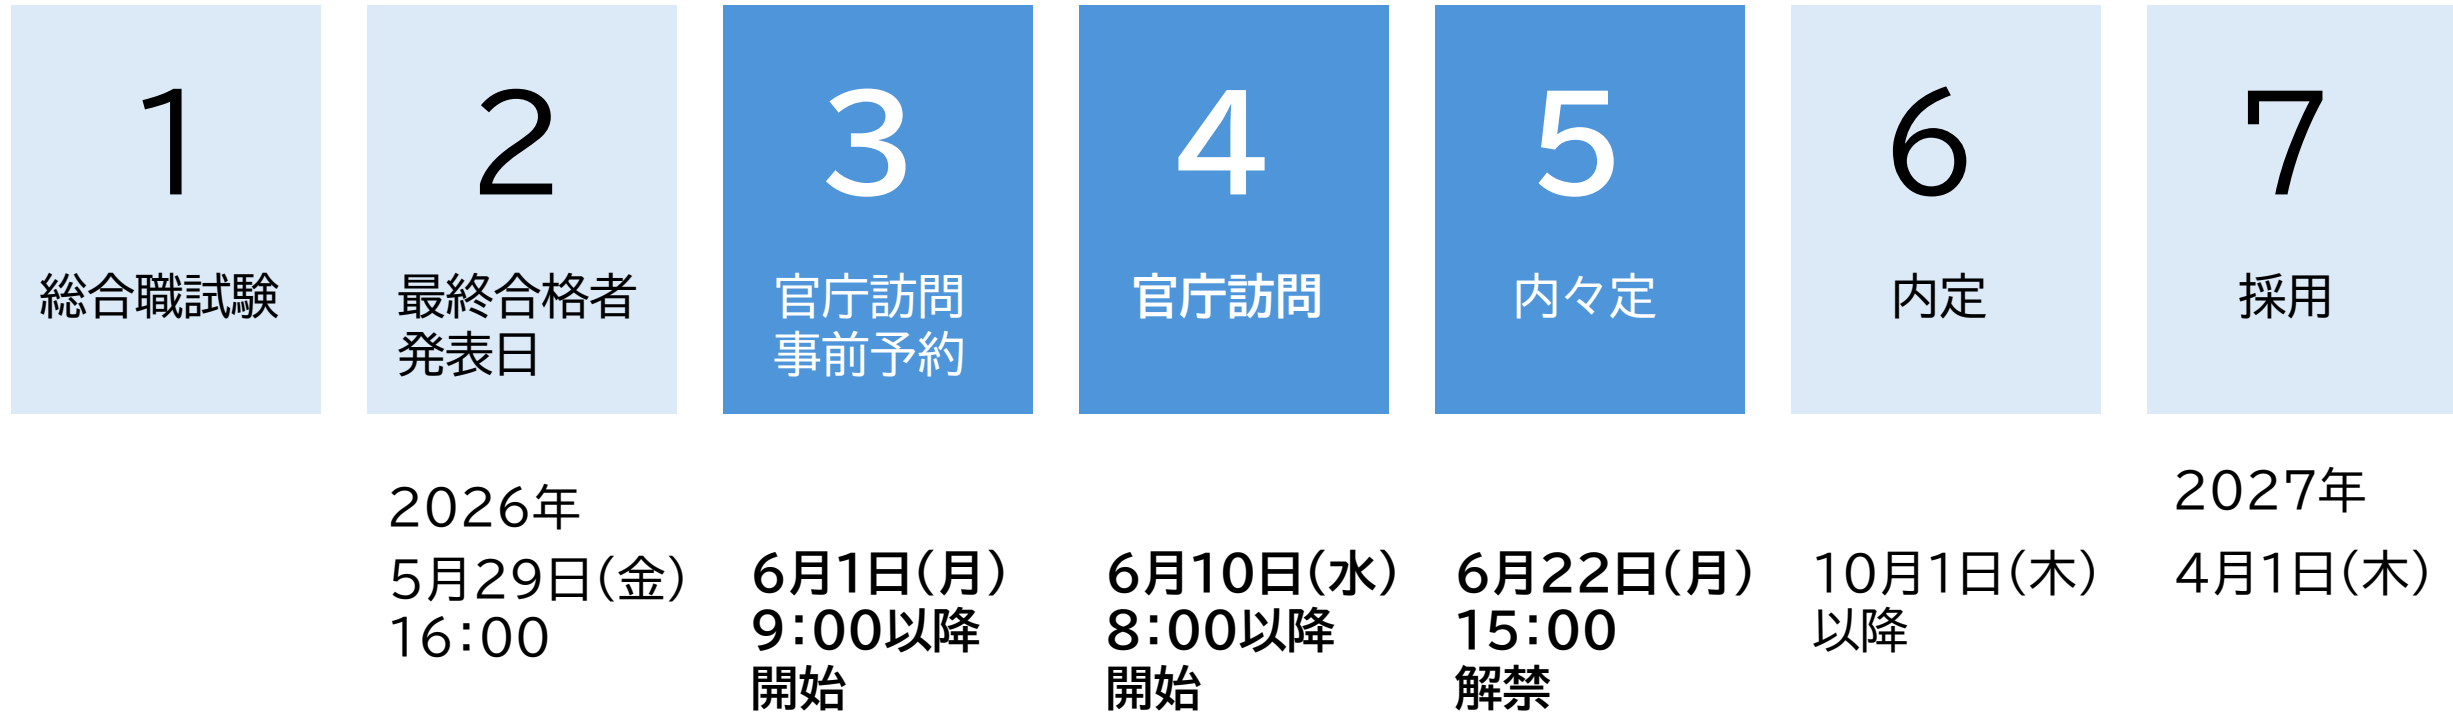 1
総合職試験
2
最終合格者
発表日
2026年
5月29日(金)
16:00
3
官庁訪問
事前予約
6月1日(月)
9:00以降
開始
4
官庁訪問
6月10日(水)
8:00以降
開始
5
内々定
6月22日(月)
15:00
解禁
6
内定
10月1日(木)
以降
7
採用
2027年
4月1日(木)